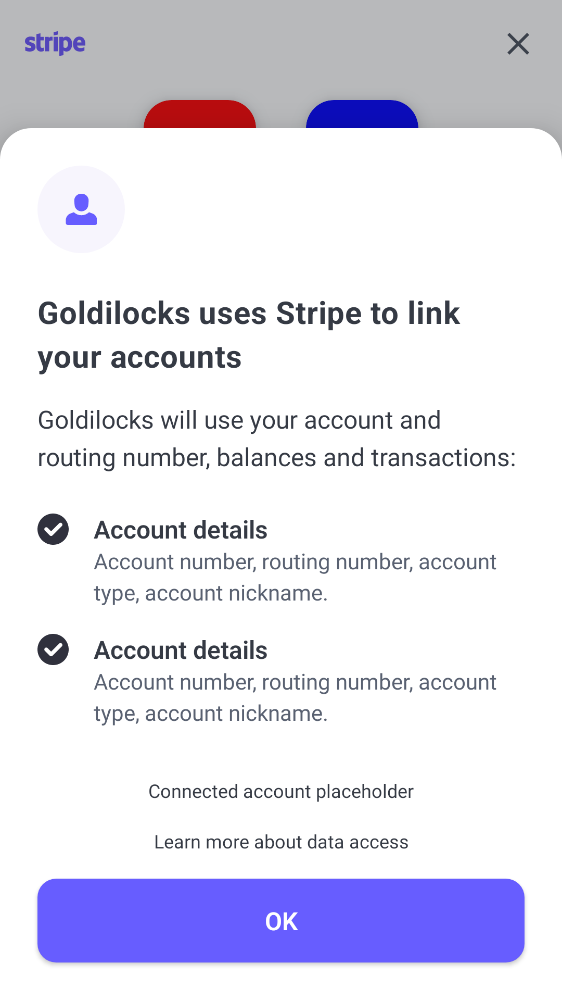 stripe
Goldilocks uses Stripe to link
your accounts
Goldilocks will use your account and
routing number, balances and transactions:
Account details
Account number, routing number, account
type, account nickname.
Account details
Account number, routing number, account
type, account nickname.
Connected account placeholder
Learn more about data access
OK